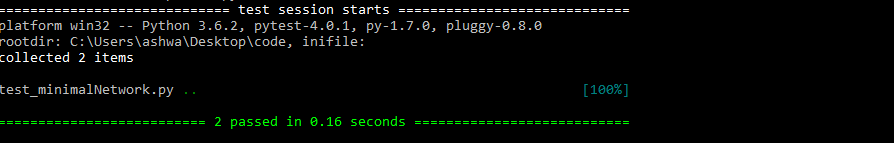 ============================= test session starts =============================
platform win32 -- Python 3.6.2, pytest-4.0.1, py-1.7.0, pluggy-0.8.0
rootdir: C:\Users\ashwa\Desktop\code, inifile:
collected 2 items
test_minimalNetwork.py .. [100%]
========================== 2 passed in 0.16 seconds ===========================